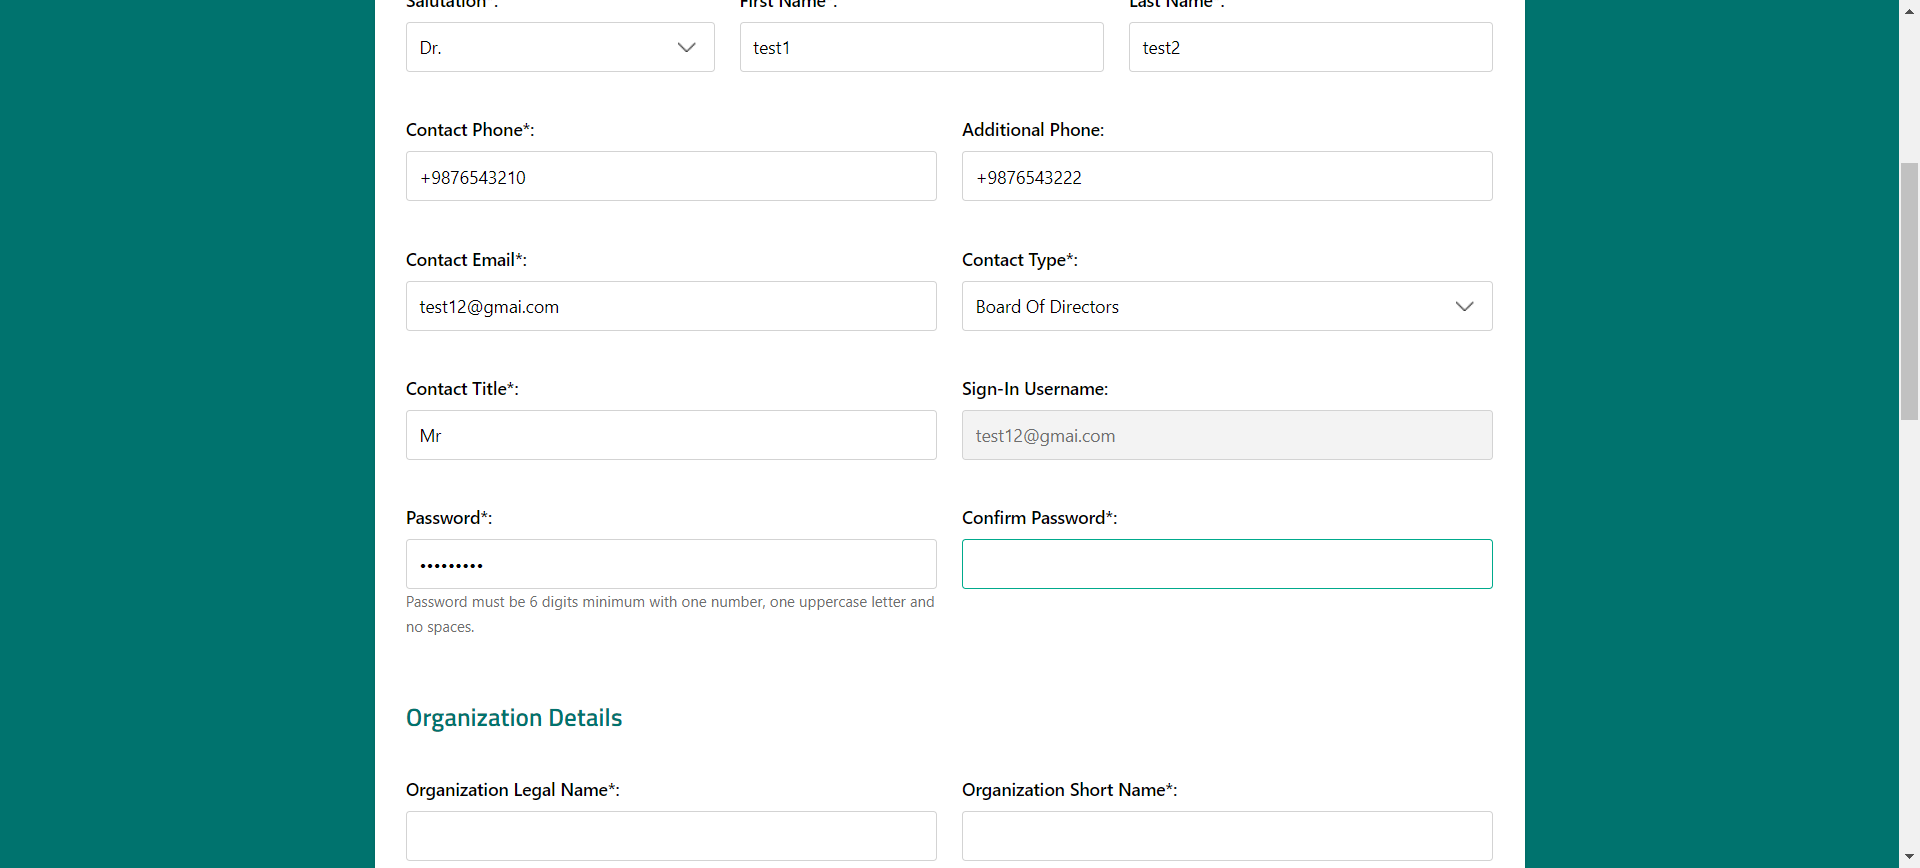 Salutation*:
First Name*:
Last Name*:
Dr.
test1
test2
Contact Phone*:
Additional Phone:
+9876543210
+9876543222
Contact Email*:
Contact Type*:
test12@gmai.com
Board Of Directors
Contact Title*:
Sign-In Username:
Mr
test12@gmai.com
Password*:
Confirm Password*:
•••••••••
Password must be 6 digits minimum with one number, one uppercase letter and
no spaces.
Organization Details
Organization Legal Name*:
Organization Short Name*: